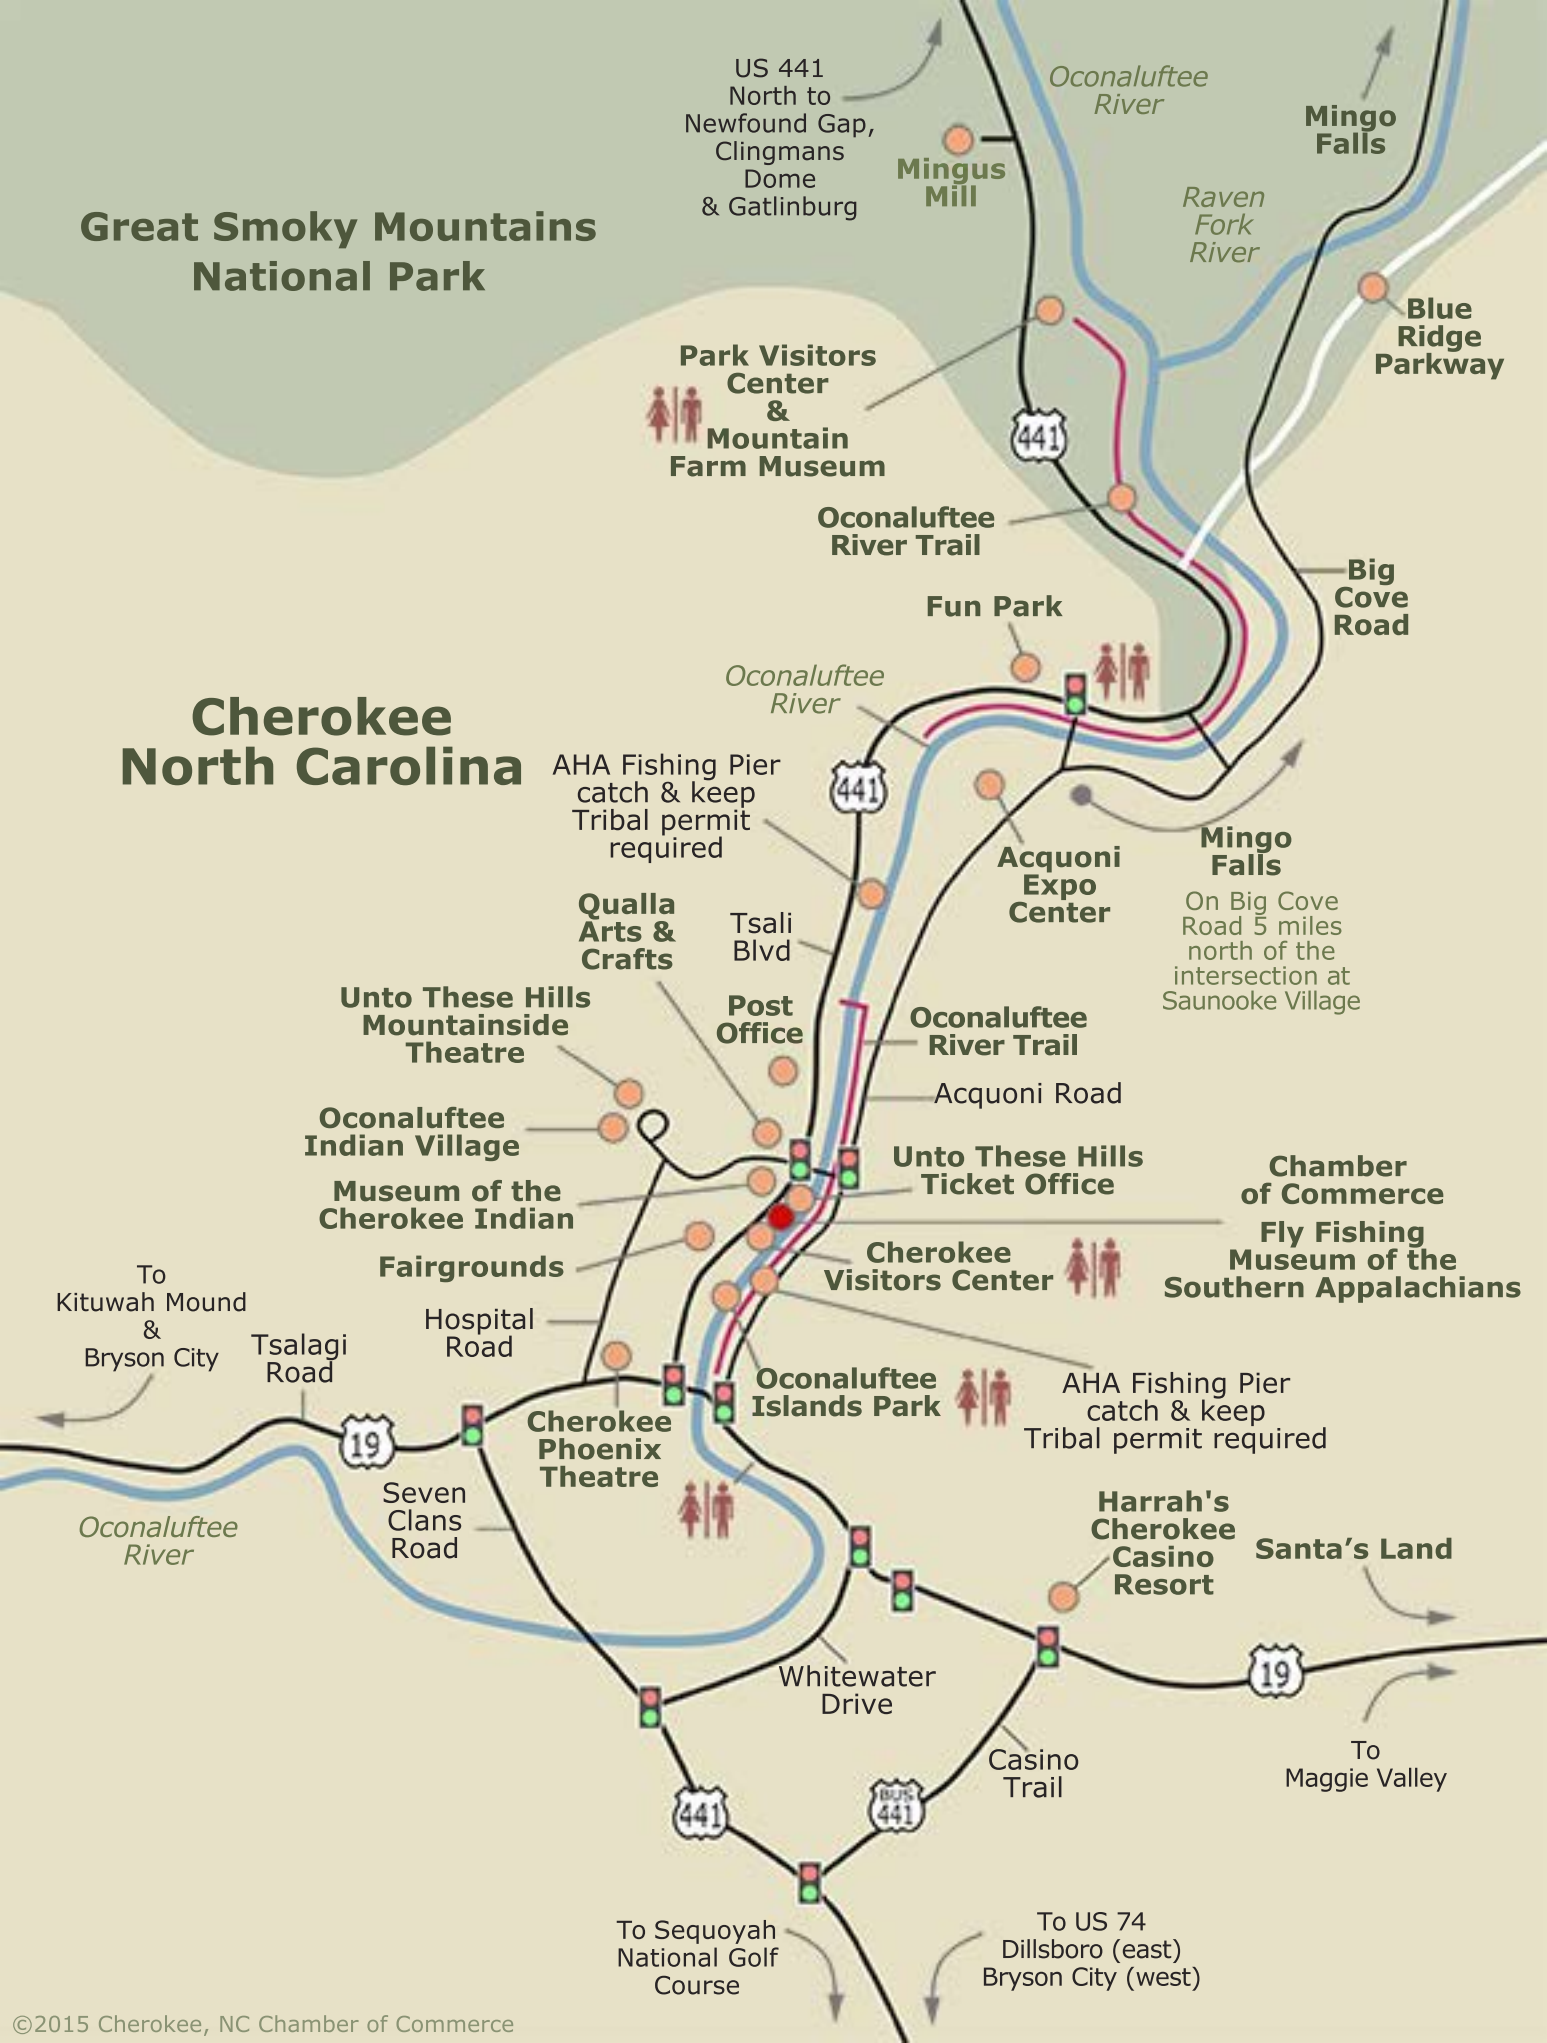 US 441
North to
Newfound Gap,
Clingmans
Dome
& Gatlinburg
Oconaluftee
River
Mingo
Falls
Mingus
Mill
Raven
Fork
River
Great Smoky Mountains
National Park
Blue
Ridge
Parkway
Park Visitors
Center
&
Mountain
Farm Museum
441
Oconaluftee
River Trail
Big
Cove
Road
Fun Park
Oconaluftee
River
Cherokee
North Carolina
AHA Fishing Pier
catch & keep
Tribal permit
required
441
Acquoni
Expo
Center
Mingo
Falls
On Big Cove
Road 5 miles
north of the
intersection at
Saunooke Village
Qualla
Arts &
Crafts
Tsali
Blvd
Unto These Hills
Mountainside
Theatre
Post
Office
Oconaluftee
River Trail
Acquoni Road
Oconaluftee
Indian Village
Unto These Hills
Ticket Office
Chamber
of Commerce
Museum of the
Cherokee Indian
Fly Fishing
Museum of the
Southern Appalachians
Fairgrounds
Cherokee
Visitors Center
To
Kituwah Mound
&
Bryson City
Hospital
Road
Tsalagi
Road
Oconaluftee
Islands Park
AHA Fishing Pier
catch & keep
Tribal permit required
19
Cherokee
Phoenix
Theatre
Seven
Clans
Road
Oconaluftee
River
Harrah's
Cherokee
Casino
Resort
Santa’s Land
Whitewater
Drive
19
Casino
Trail
To
Maggie Valley
441
BUS
441
To Sequoyah
National Golf
Course
To US 74
Dillsboro (east)
Bryson City (west)
©2015 Cherokee, NC Chamber of Commerce